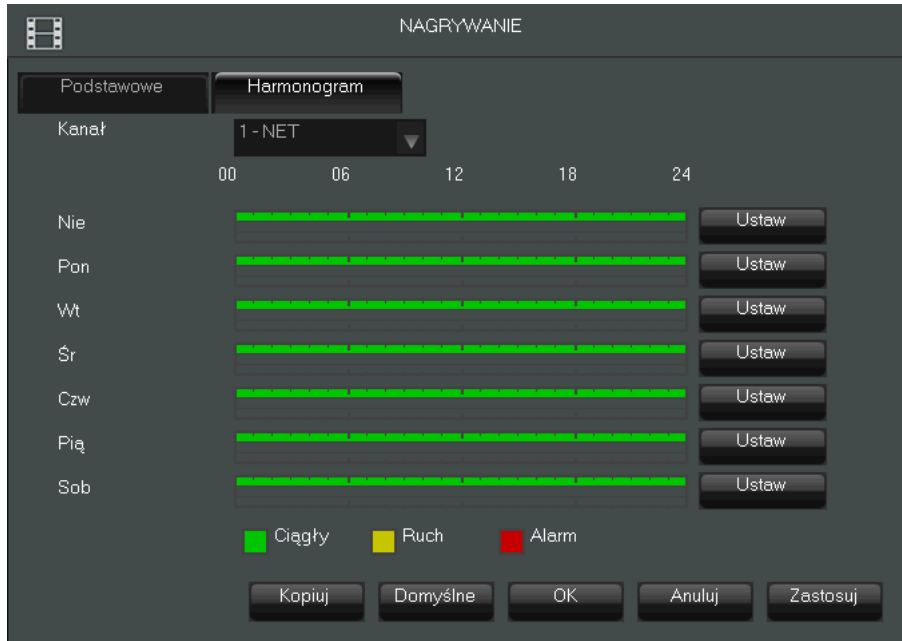 NAGRYWANIE
Podstawowe Harmonogram
Kanał 1 - NET
00 06 12 18 24
Nie Ustaw
Pon Ustaw
Wt Ustaw
Śr Ustaw
Czw Ustaw
Pią Ustaw
Sob Ustaw
Ciągły Ruch Alarm
Kopiuj Domyślne OK Anuluj Zastosuj